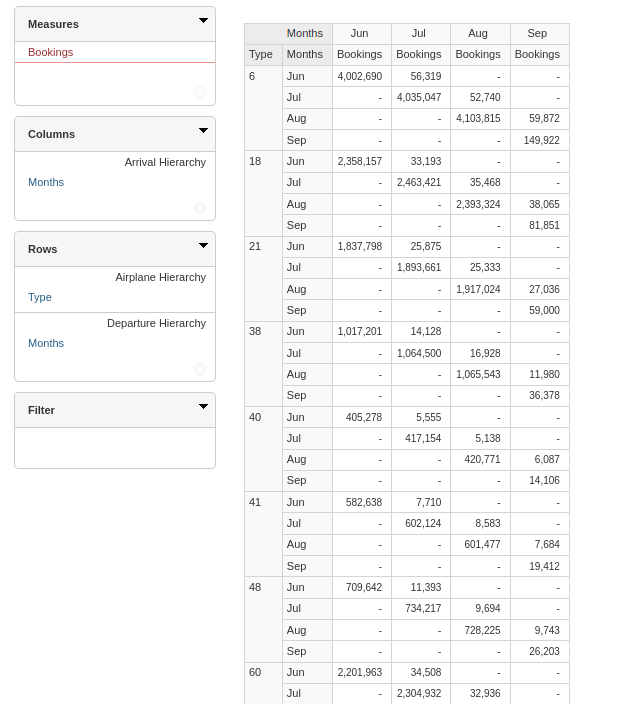 Measures
Bookings
Columns
Arrival Hierarchy
Months
Rows
Airplane Hierarchy
Type
Departure Hierarchy
Months
Filter
Months Jun Jul Aug Sep
Type Months Bookings Bookings Bookings Bookings
6 Jun 4,002,690 56,319 - -
Jul - 4,035,047 52,740 -
Aug - - 4,103,815 59,872
Sep - - - 149,922
18 Jun 2,358,157 33,193 - -
Jul - 2,463,421 35,468 -
Aug - - 2,393,324 38,065
Sep - - - 81,851
21 Jun 1,837,798 25,875 - -
Jul - 1,893,661 25,333 -
Aug - - 1,917,024 27,036
Sep - - - 59,000
38 Jun 1,017,201 14,128 - -
Jul - 1,064,500 16,928 -
Aug - - 1,065,543 11,980
Sep - - - 36,378
40 Jun 405,278 5,555 - -
Jul - 417,154 5,138 -
Aug - - 420,771 6,087
Sep - - - 14,106
41 Jun 582,638 7,710 - -
Jul - 602,124 8,583 -
Aug - - 601,477 7,684
Sep - - - 19,412
48 Jun 709,642 11,393 - -
Jul - 734,217 9,694 -
Aug - - 728,225 9,743
Sep - - - 26,203
60 Jun 2,201,963 34,508 - -
Jul - 2,304,932 32,936 -